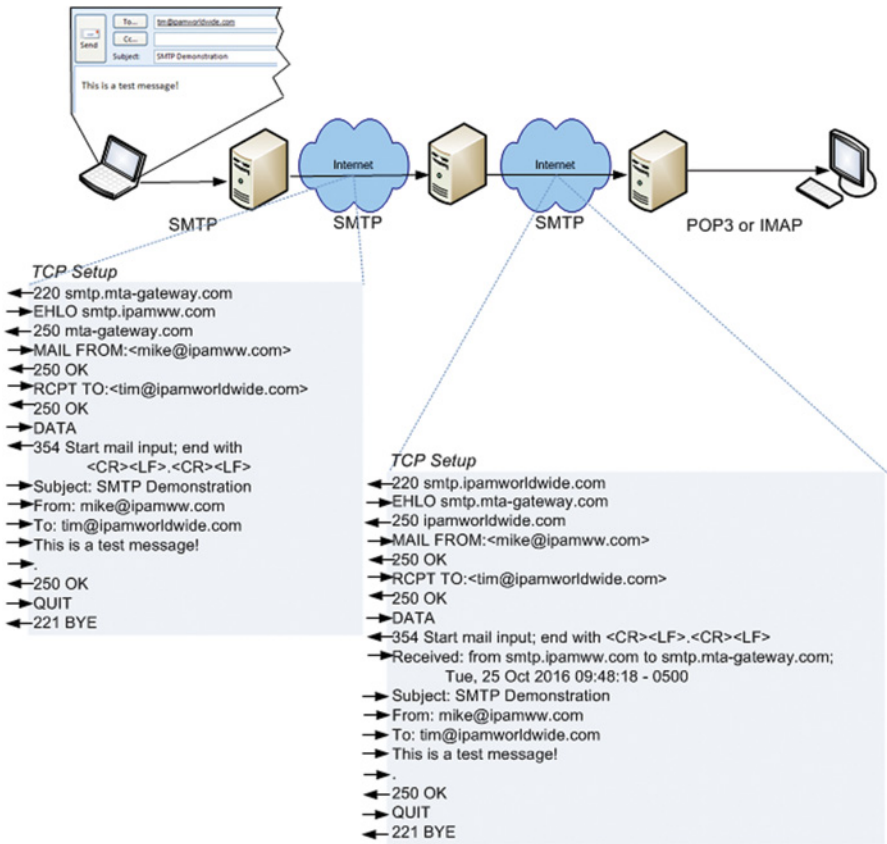 To...
tim@ipamworldwide.com
Send
Cc...
Subject:
SMTP Demonstration
This is a test message!
Internet
Internet
SMTP
SMTP
SMTP
POP3 or IMAP
TCP Setup
220 smtp.mta-gateway.com
EHLO smtp.ipamww.com
250 mta-gateway.com
MAIL FROM:<mike@ipamww.com>
250 OK
RCPT TO:<tim@ipamworldwide.com>
250 OK
DATA
354 Start mail input; end with
<CR><LF>.<CR><LF>
Subject: SMTP Demonstration
From: mike@ipamww.com
To: tim@ipamworldwide.com
This is a test message!
.
250 OK
QUIT
221 BYE
TCP Setup
220 smtp.ipamworldwide.com
EHLO smtp.mta-gateway.com
250 ipamworldwide.com
MAIL FROM:<mike@ipamww.com>
250 OK
RCPT TO:<tim@ipamworldwide.com>
250 OK
DATA
354 Start mail input; end with <CR><LF>.<CR><LF>
Received: from smtp.ipamww.com to smtp.mta-gateway.com;
Tue, 25 Oct 2016 09:48:18 - 0500
Subject: SMTP Demonstration
From: mike@ipamww.com
To: tim@ipamworldwide.com
This is a test message!
.
250 OK
QUIT
221 BYE